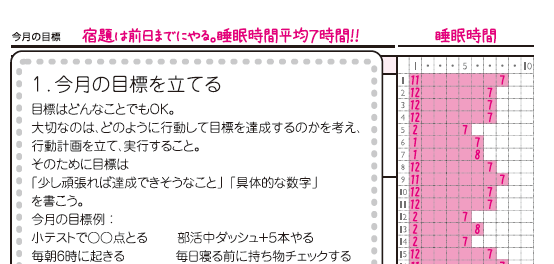 今月の目標 宿題は前日までにやる。睡眠時間平均7時間!!
睡眠時間
1.今月の目標を立てる
目標はどんなことでもOK。
大切なのは、どのように行動して目標を達成するのかを考え、
行動計画を立て、実行すること。
そのために目標は
「少し頑張れば達成できそうなこと」「具体的な数字」
を書こう。
今月の目標例：
小テストで○○点とる 部活中ダッシュ+5本やる
毎朝6時に起きる 毎日寝る前に持ち物チェックする
1 ・ ・ ・ 5 ・ ・ ・ ・ 10
1 11 7
2 12 7
3 12 7
4 12 7
5 2 7
6 1 7
7 1 8
8 12 7
9 11 7
10 12 7
11 12 7
12 2 7
13 2 8
14 2 7
15 12 7
11 7